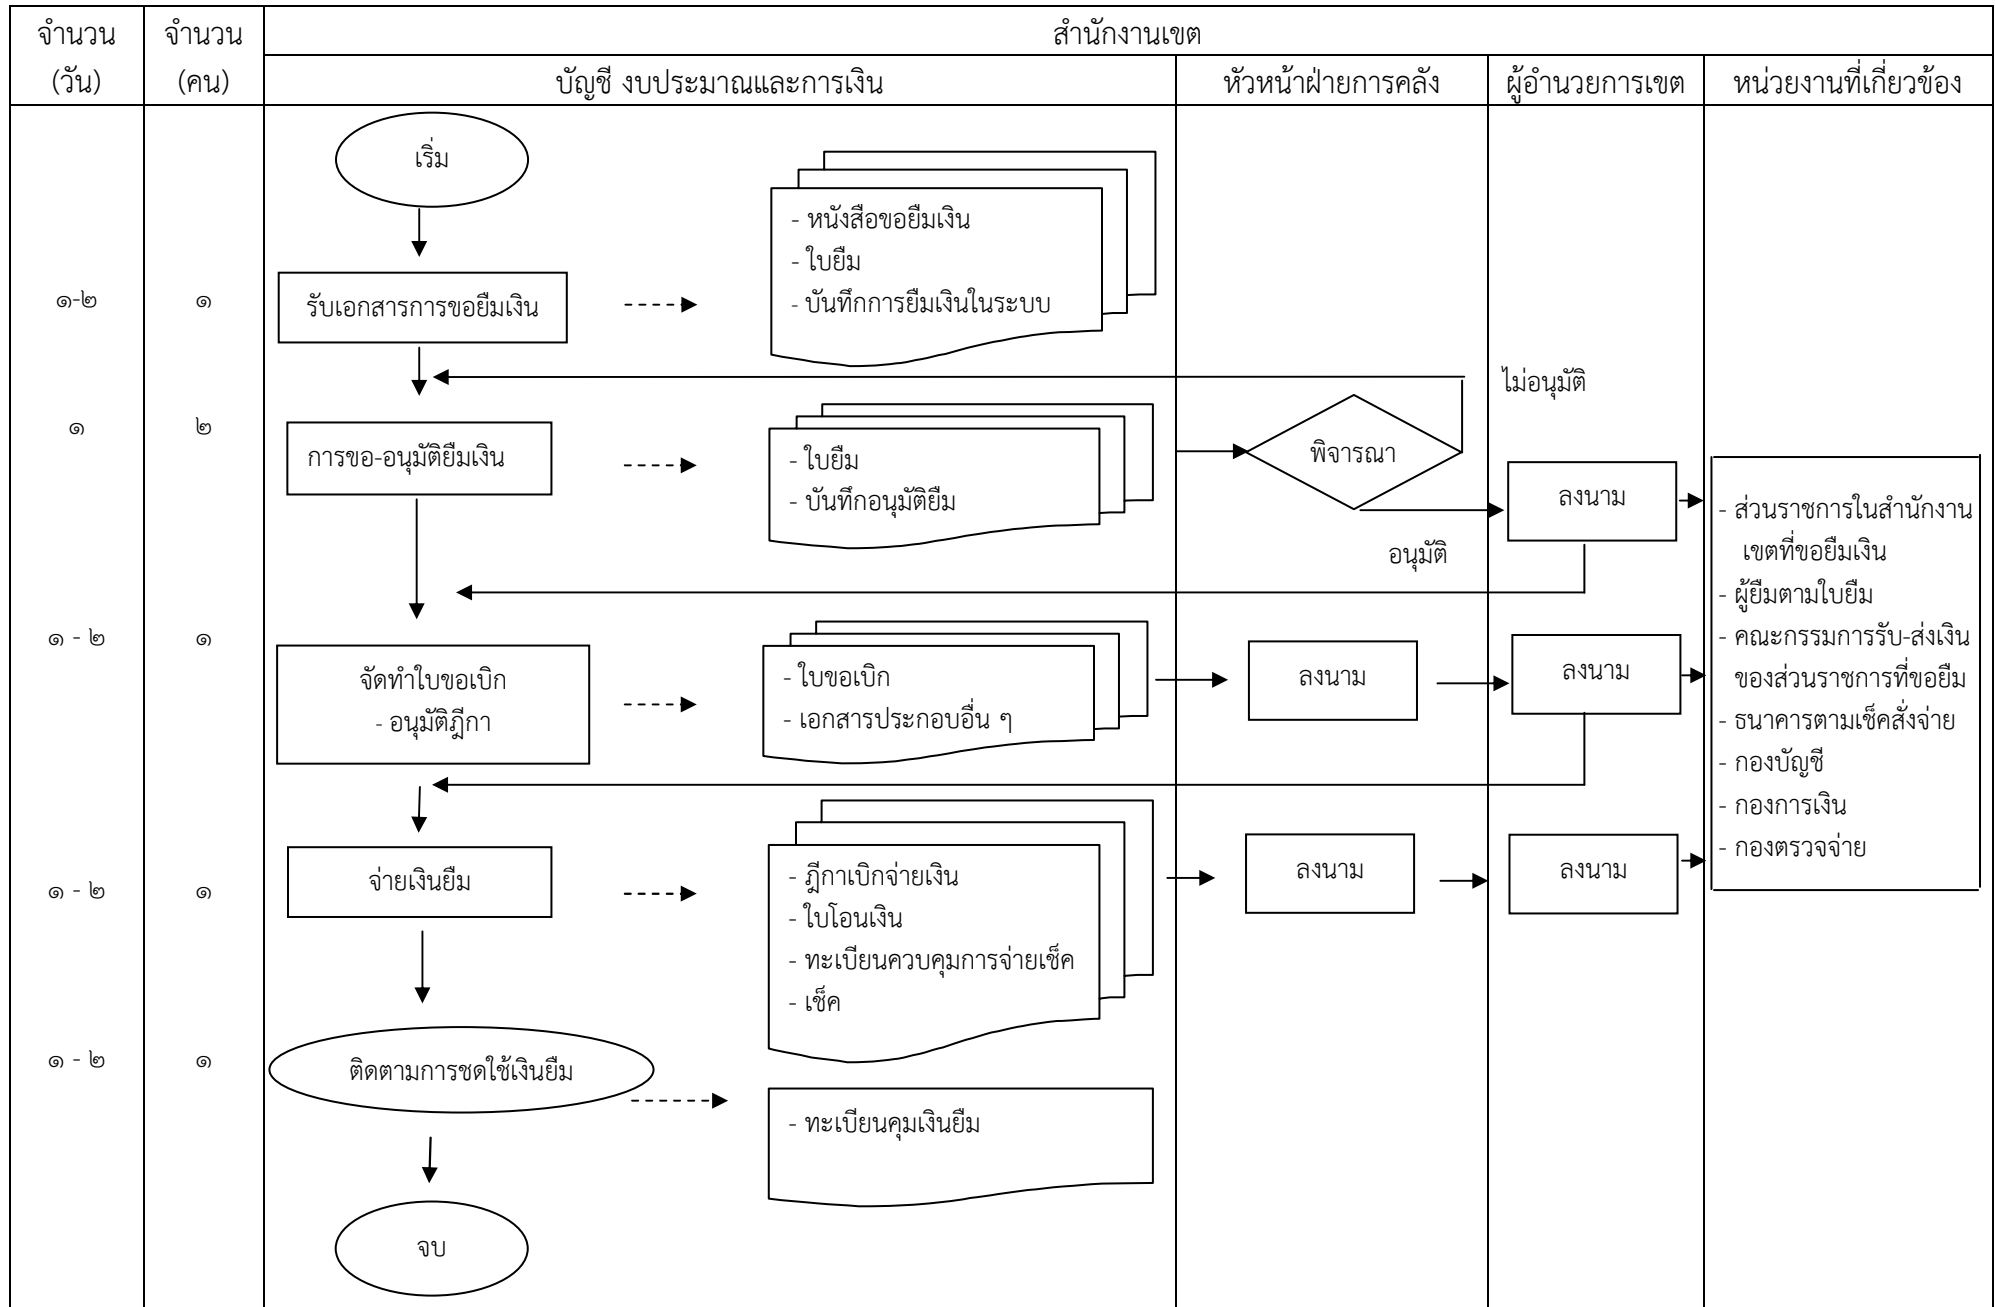 จำนวน
(วัน)
จำนวน
(คน)
สำนักงานเขต
บัญชี งบประมาณและการเงิน
หัวหน้าฝ่ายการคลัง
ผู้อำนวยการเขต
หน่วยงานที่เกี่ยวข้อง
เริ่ม
๑-๒
๑
รับเอกสารการขอยืมเงิน
- หนังสือขอยืมเงิน
- ใบยืม
- บันทึกการยืมเงินในระบบ
ไม่อนุมัติ
๑
๒
การขอ-อนุมัติยืมเงิน
- ใบยืม
- บันทึกอนุมัติยืม
พิจารณา
อนุมัติ
ลงนาม
- ส่วนราชการในสำนักงาน
เขตที่ขอยืมเงิน
- ผู้ยืมตามใบยืม
- คณะกรรมการรับ-ส่งเงิน
ของส่วนราชการที่ขอยืม
- ธนาคารตามเช็คสั่งจ่าย
- กองบัญชี
- กองการเงิน
- กองตรวจจ่าย
๑ - ๒
๑
จัดทำใบขอเบิก
- อนุมัติฎีกา
- ใบขอเบิก
- เอกสารประกอบอื่น ๆ
ลงนาม
ลงนาม
๑ - ๒
๑
จ่ายเงินยืม
- ฎีกาเบิกจ่ายเงิน
- ใบโอนเงิน
- ทะเบียนควบคุมการจ่ายเช็ค
- เช็ค
ลงนาม
ลงนาม
๑ - ๒
๑
ติดตามการชดใช้เงินยืม
- ทะเบียนคุมเงินยืม
จบ